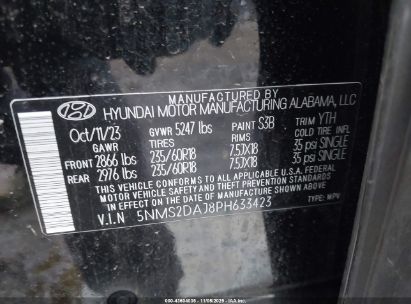 MANUFACTURED BY
HYUNDAI MOTOR MANUFACTURING ALABAMA, LLC
Oct/11/23 GVWR 5247 lbs PAINT S3B TRIM YTH
GAWR TIRES RIMS COLD TIRE INFL.
FRONT 2866 lbs 235/60R18 7.5JX18 35 psi SINGLE
REAR 2976 lbs 235/60R18 7.5JX18 35 psi SINGLE
THIS VEHICLE CONFORMS TO ALL APPLICABLE U.S. FEDERAL
MOTOR VEHICLE SAFETY AND THEFT PREVENTION STANDARDS
IN EFFECT ON THE DATE OF MANUFACTURE SHOWN ABOVE.
V.I.N 5NMS2DAJ8PH633423 TYPE: MPV